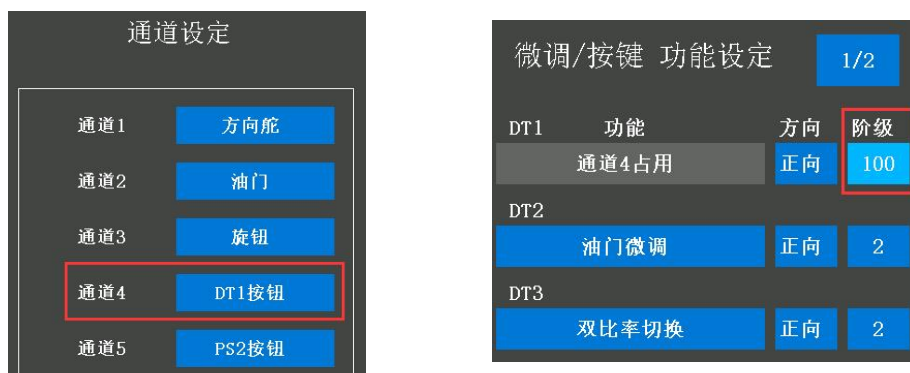 通道设定
通道1 方向舵
通道2 油门
通道3 旋钮
通道4 DT1按钮
通道5 PS2按钮
微调/按键 功能设定 1/2
DT1 功能 方向 阶级
通道4占用 正向 100
DT2
油门微调 正向 2
DT3
双比率切换 正向 2